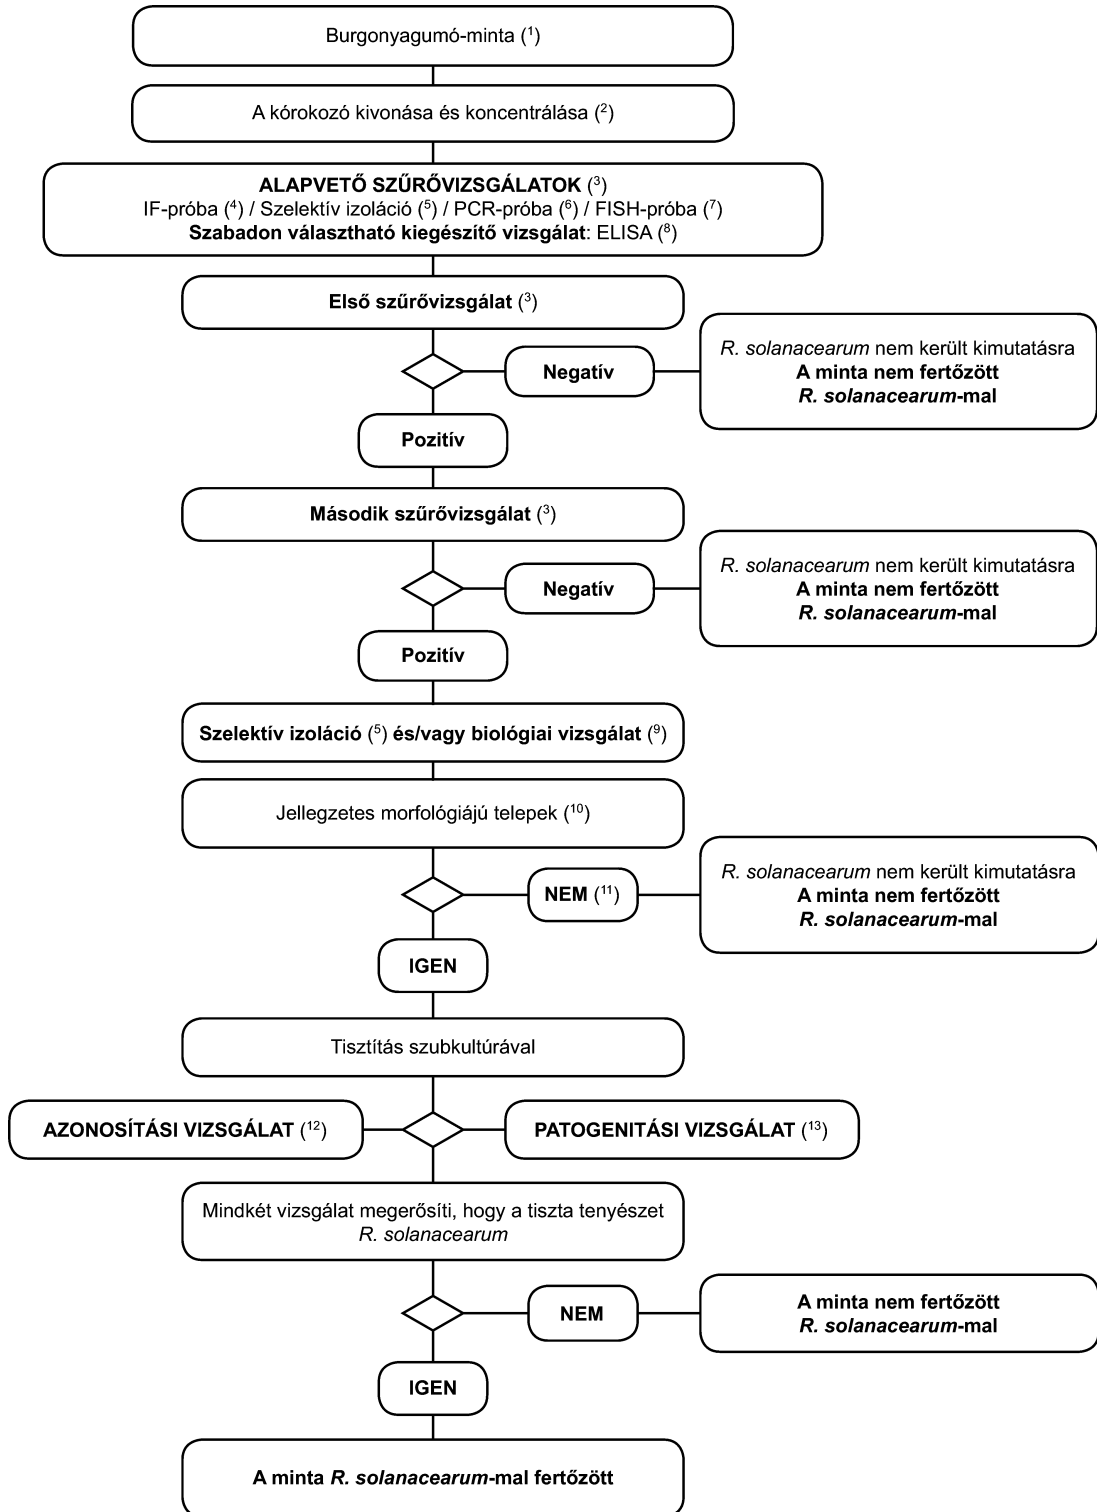 Burgonyagumó-minta (¹)
A kórokozó kivonása és koncentrálása (²)
ALAPVETŐ SZŰRŐVIZSGÁLATOK (³)
IF-próba (⁴) / Szelektív izoláció (⁵) / PCR-próba (⁶) / FISH-próba (⁷)
Szabadon választható kiegészítő vizsgálat: ELISA (⁸)
Első szűrővizsgálat (³)
Negatív
R. solanacearum nem került kimutatásra
A minta nem fertőzött
R. solanacearum-mal
Pozitív
Második szűrővizsgálat (³)
Negatív
R. solanacearum nem került kimutatásra
A minta nem fertőzött
R. solanacearum-mal
Pozitív
Szelektív izoláció (⁵) és/vagy biológiai vizsgálat (⁹)
Jellegzetes morfológiájú telepek (¹⁰)
NEM (¹¹)
R. solanacearum nem került kimutatásra
A minta nem fertőzött
R. solanacearum-mal
IGEN
Tisztítás szubkultúrával
AZONOSÍTÁSI VIZSGÁLAT (¹²)
PATOGENITÁSI VIZSGÁLAT (¹³)
Mindkét vizsgálat megerősíti, hogy a tiszta tenyészet
R. solanacearum
NEM
A minta nem fertőzött
R. solanacearum-mal
IGEN
A minta R. solanacearum-mal fertőzött